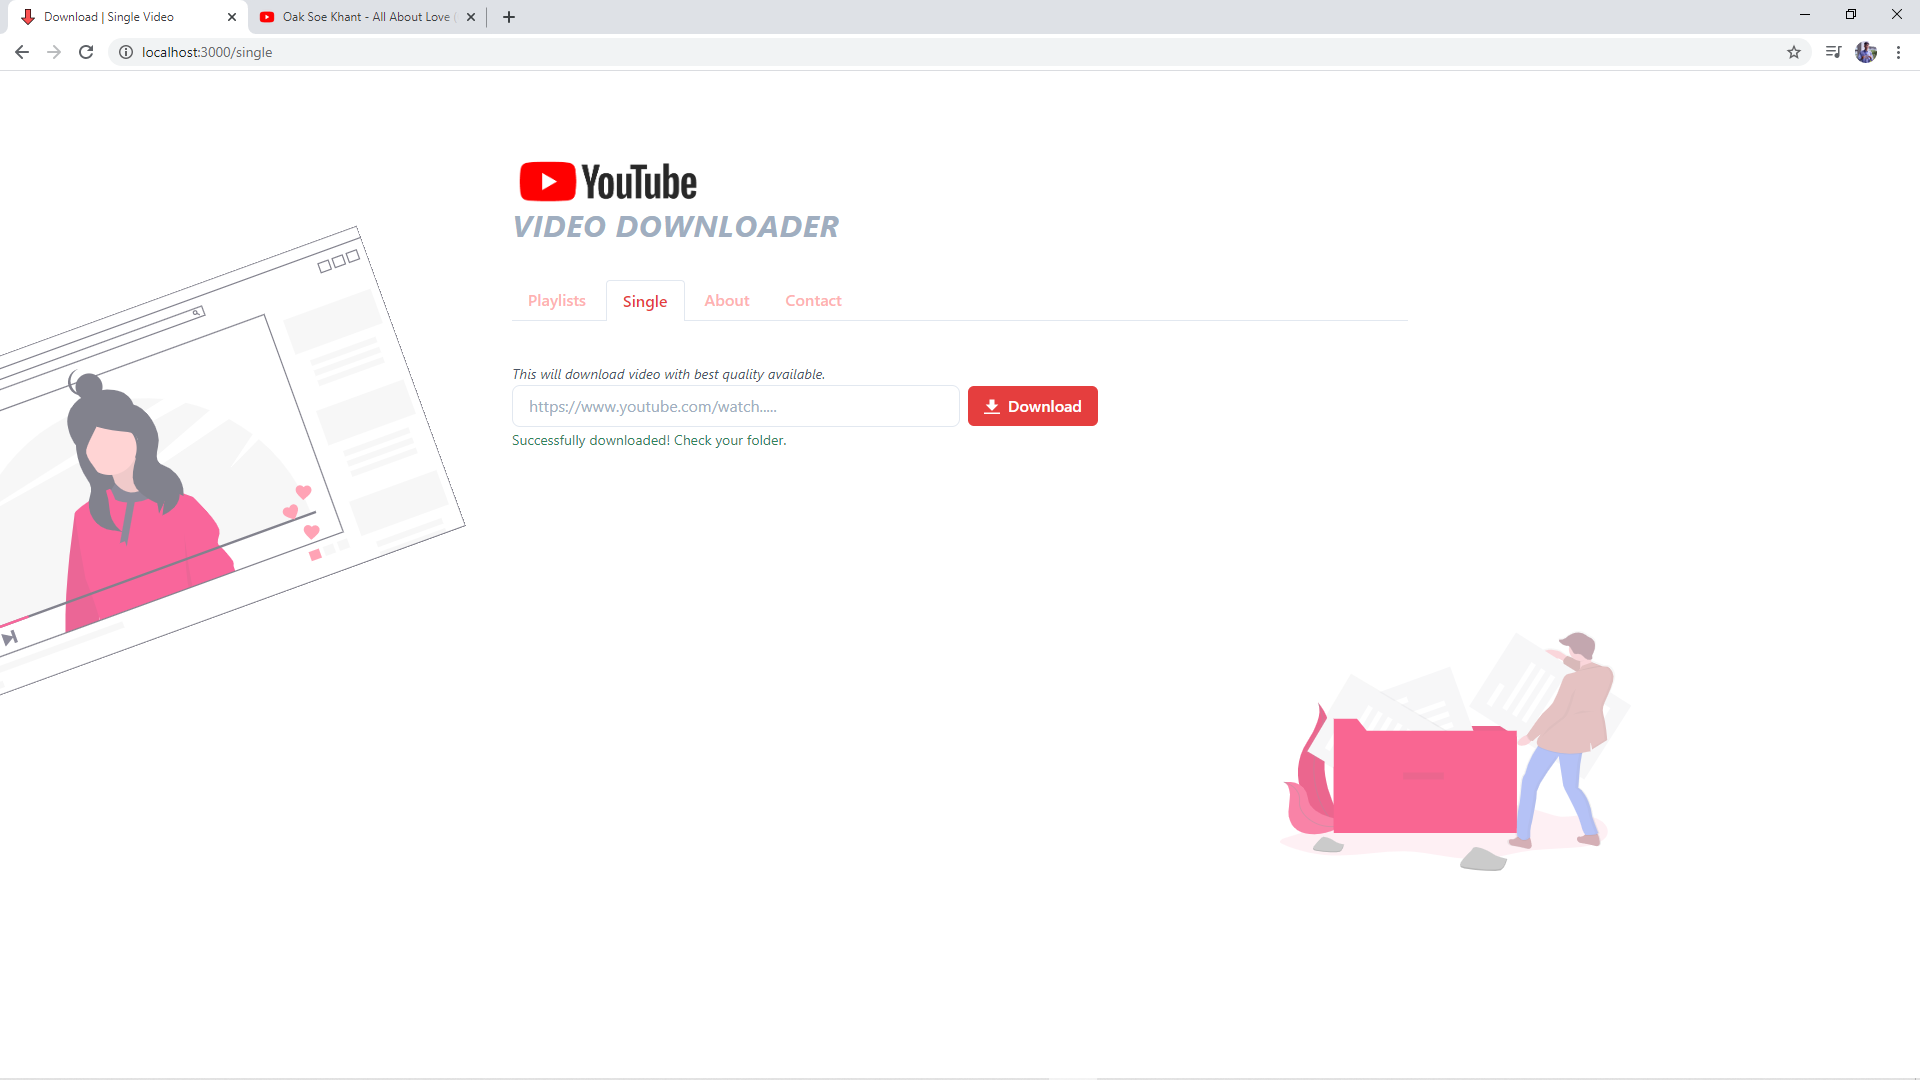 Download | Single Video
Oak Soe Khant - All About Love
localhost:3000/single
YouTube
VIDEO DOWNLOADER
Playlists
Single
About
Contact
This will download video with best quality available.
https://www.youtube.com/watch.....
Download
Successfully downloaded! Check your folder.